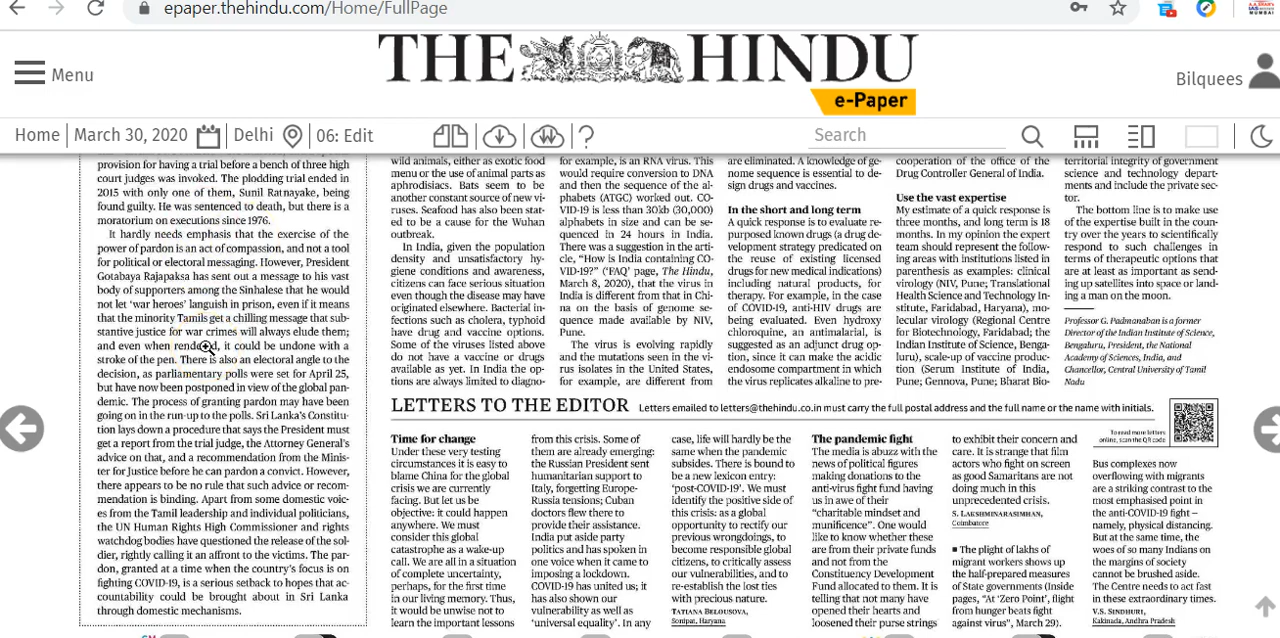 epaper.thehindu.com/Home/FullPage
Menu
THE HINDU
e-Paper
Bilquees
Home | March 30, 2020 Delhi 06: Edit
Search
provision for having a trial before a bench of three high
court judges was invoked. The plodding trial ended in
2015 with only one of them, Sunil Ratnayake, being
found guilty. He was sentenced to death, but there is a
moratorium on executions since 1976.
It hardly needs emphasis that the exercise of the
power of pardon is an act of compassion, and not a tool
for political or electoral messaging. However, President
Gotabaya Rajapaksa has sent out a message to his vast
body of supporters among the Sinhalese that he would
not let ‘war heroes’ languish in prison, even if it means
that the minority Tamils get a chilling message that sub-
stantive justice for war crimes will always elude them;
and even when rendered, it could be undone with a
stroke of the pen. There is also an electoral angle to the
decision, as parliamentary polls were set for April 25,
but have now been postponed in view of the global pan-
demic. The process of granting pardon may have been
going on in the run-up to the polls. Sri Lanka’s Constitu-
tion lays down a procedure that says the President must
get a report from the trial judge, the Attorney General’s
advice on that, and a recommendation from the Minis-
ter for Justice before he can pardon a convict. However,
there appears to be no rule that such advice or recom-
mendation is binding. Apart from some domestic voic-
es from the Tamil leadership and individual politicians,
the UN Human Rights High Commissioner and rights
watchdog bodies have questioned the release of the sol-
dier, rightly calling it an affront to the victims. The par-
don, granted at a time when the country’s focus is on
fighting COVID-19, is a serious setback to hopes that ac-
countability could be brought about in Sri Lanka
through domestic mechanisms.
wild animals, either as exotic food
menu or the use of animal parts as
aphrodisiacs. Bats seem to be
another constant source of new vi-
ruses. Seafood has also been stat-
ed to be a cause for the Wuhan
outbreak.
In India, given the population
density and unsatisfactory hy-
giene conditions and awareness,
citizens can face serious situation
even though the disease may have
originated elsewhere. Bacterial in-
fections such as cholera, typhoid
have drug and vaccine options.
Some of the viruses listed above
do not have a vaccine or drugs
available as yet. In India the op-
tions are always limited to diagno-
for example, is an RNA virus. This
would require conversion to DNA
and then the sequence of the al-
phabets (ATGC) worked out. CO-
VID-19 is less than 30kb (30,000)
alphabets in size and can be se-
quenced in 24 hours in India.
There was a suggestion in the arti-
cle, “How is India containing CO-
VID-19?” (‘FAQ’ page, The Hindu,
March 8, 2020), that the virus in
India is different from that in Chi-
na on the basis of genome se-
quence made available by NIV,
Pune.
The virus is evolving rapidly
and the mutations seen in the vi-
rus isolates in the United States,
for example, are different from
are eliminated. A knowledge of ge-
nome sequence is essential to de-
sign drugs and vaccines.
In the short and long term
A quick response is to evaluate re-
purposed known drugs (a drug de-
velopment strategy predicated on
the reuse of existing licensed
drugs for new medical indications)
including natural products, for
therapy. For example, in the case
of COVID-19, anti-HIV drugs are
being evaluated. Even hydroxy
chloroquine, an antimalarial, is
suggested as an adjunct drug op-
tion, since it can make the acidic
endosome compartment in which
the virus replicates alkaline to pre-
cooperation of the office of the
Drug Controller General of India.
Use the vast expertise
My estimate of a quick response is
three months, and long term is 18
months. In my opinion the expert
team should represent the follow-
ing areas with institutions listed in
parenthesis as examples: clinical
virology (NIV, Pune; Translational
Health Science and Technology In-
stitute, Faridabad, Haryana), mo-
lecular virology (Regional Centre
for Biotechnology, Faridabad; the
Indian Institute of Science, Benga-
luru), scale-up of vaccine produc-
tion (Serum Institute of India,
Pune; Gennova, Pune; Bharat Bio-
territorial integrity of government
science and technology depart-
ments and include the private sec-
tor.
The bottom line is to make use
of the expertise built in the coun-
try over the years to scientifically
respond to such challenges in
terms of therapeutic options that
are at least as important as send-
ing up satellites into space or land-
ing a man on the moon.
Professor G. Padmanaban is a former
Director of the Indian Institute of Science,
Bengaluru, President, the National
Academy of Sciences, India, and
Chancellor, Central University of Tamil
Nadu
LETTERS TO THE EDITOR Letters emailed to letters@thehindu.co.in must carry the full postal address and the full name or the name with initials.
To read more letters
online, scan the QR code
Time for change
Under these very testing
circumstances it is easy to
blame China for the global
crisis we are currently
facing. But let us be
objective: it could happen
anywhere. We must
consider this global
catastrophe as a wake-up
call. We are all in a situation
of complete uncertainty,
perhaps, for the first time
in our living memory. Thus,
it would be unwise not to
learn the important lessons
from this crisis. Some of
them are already emerging:
the Russian President sent
humanitarian support to
Italy, forgetting Europe-
Russia tensions; Cuban
doctors flew there to
provide their assistance.
India put aside party
politics and has spoken in
one voice when it came to
imposing a lockdown.
COVID-19 has united us; it
has also shown our
vulnerability as well as
‘universal equality’. In any
case, life will hardly be the
same when the pandemic
subsides. There is bound to
be a new lexicon entry:
‘post-COVID-19’. We must
identify the positive side of
this crisis: as a global
opportunity to rectify our
previous wrongdoings, to
become responsible global
citizens, to critically assess
our vulnerabilities, and to
re-establish the lost ties
with precious nature.
TATIANA BELOUSOVA,
Sonipat, Haryana
The pandemic fight
The media is abuzz with the
news of political figures
making donations to the
anti-virus fight fund having
us in awe of their
“charitable mindset and
munificence”. One would
like to know whether these
are from their private funds
and not from the
Constituency Development
Fund allocated to them. It is
telling that not many have
opened their hearts and
loosened their purse strings
to exhibit their concern and
care. It is strange that film
actors who fight on screen
as good Samaritans are not
doing much in this
unprecedented crisis.
S. LAKSHMINARASIMHAN,
Coimbatore
■ The plight of lakhs of
migrant workers shows up
the half-prepared measures
of State governments (Inside
pages, “At ‘Zero Point’, flight
from hunger beats fight
against virus”, March 29).
Bus complexes now
overflowing with migrants
are a striking contrast to the
most emphasised point in
the anti-COVID-19 fight –
namely, physical distancing.
But at the same time, the
woes of so many Indians on
the margins of society
cannot be brushed aside.
The Centre needs to act fast
in these extraordinary times.
V.S. SINDHURI,
Kakinada, Andhra Pradesh